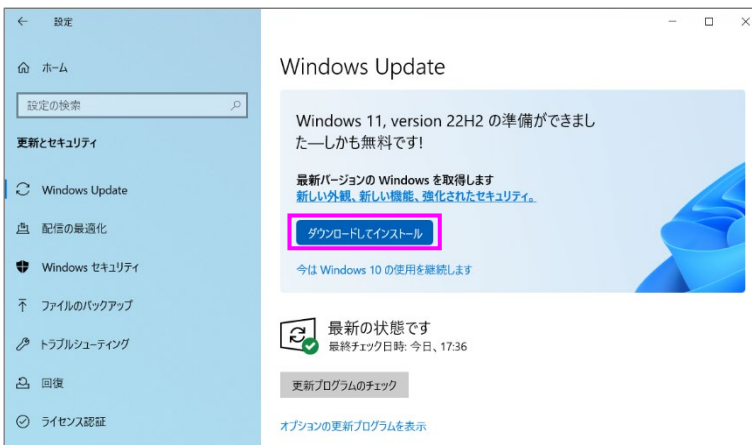 設定
ホーム
設定の検索
更新とセキュリティ
Windows Update
配信の最適化
Windows セキュリティ
ファイルのバックアップ
トラブルシューティング
回復
ライセンス認証
Windows Update
Windows 11, version 22H2 の準備ができまし
た—しかも無料です!
最新バージョンの Windows を取得します
新しい外観、新しい機能、強化されたセキュリティ。
ダウンロードしてインストール
今は Windows 10 の使用を継続します
最新の状態です
最終チェック日時: 今日、17:36
更新プログラムのチェック
オプションの更新プログラムを表示